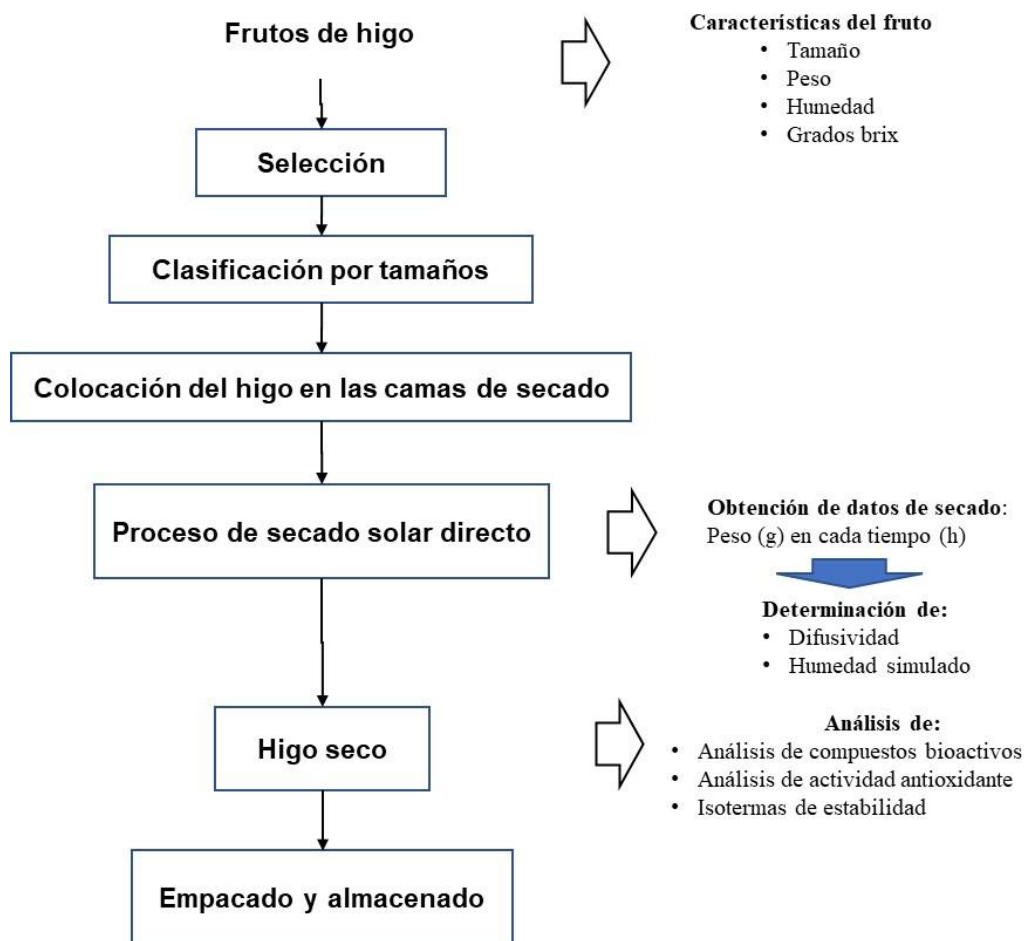 Frutos de higo
Características del fruto
• Tamaño
• Peso
• Humedad
• Grados brix
Selección
Clasificación por tamaños
Colocación del higo en las camas de secado
Proceso de secado solar directo
Obtención de datos de secado:
Peso (g) en cada tiempo (h)
Determinación de:
• Difusividad
• Humedad simulado
Higo seco
Análisis de:
• Análisis de compuestos bioactivos
• Análisis de actividad antioxidante
• Isotermas de estabilidad
Empacado y almacenado